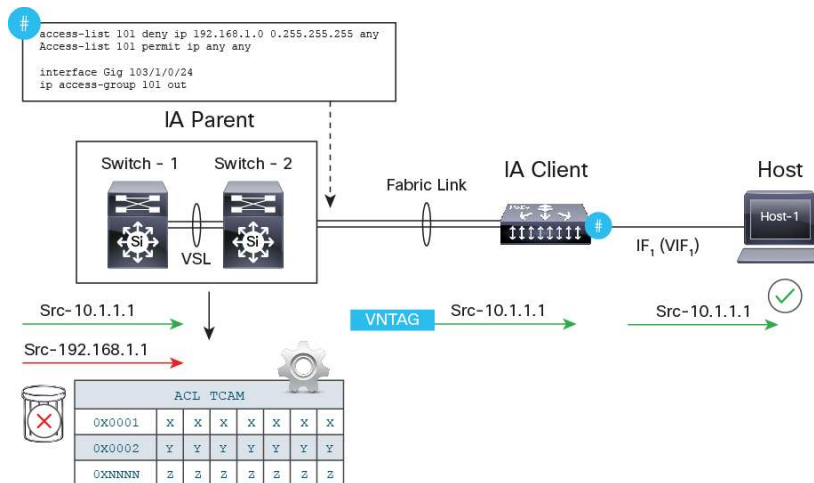 #
access-list 101 deny ip 192.168.1.0 0.255.255.255 any
Access-list 101 permit ip any any
interface Gig 103/1/0/24
ip access-group 101 out
IA Parent
Switch - 1 Switch - 2
Fabric Link
IA Client
Host
Si
Si
VSL
#
Host-1
IF1 (VIF1)
Src-10.1.1.1
VNTAG
Src-10.1.1.1
Src-10.1.1.1
Src-192.168.1.1
ACL TCAM
0X0001 X X X X X X X
0X0002 Y Y Y Y Y Y Y
0XNNNN Z Z Z Z Z Z Z